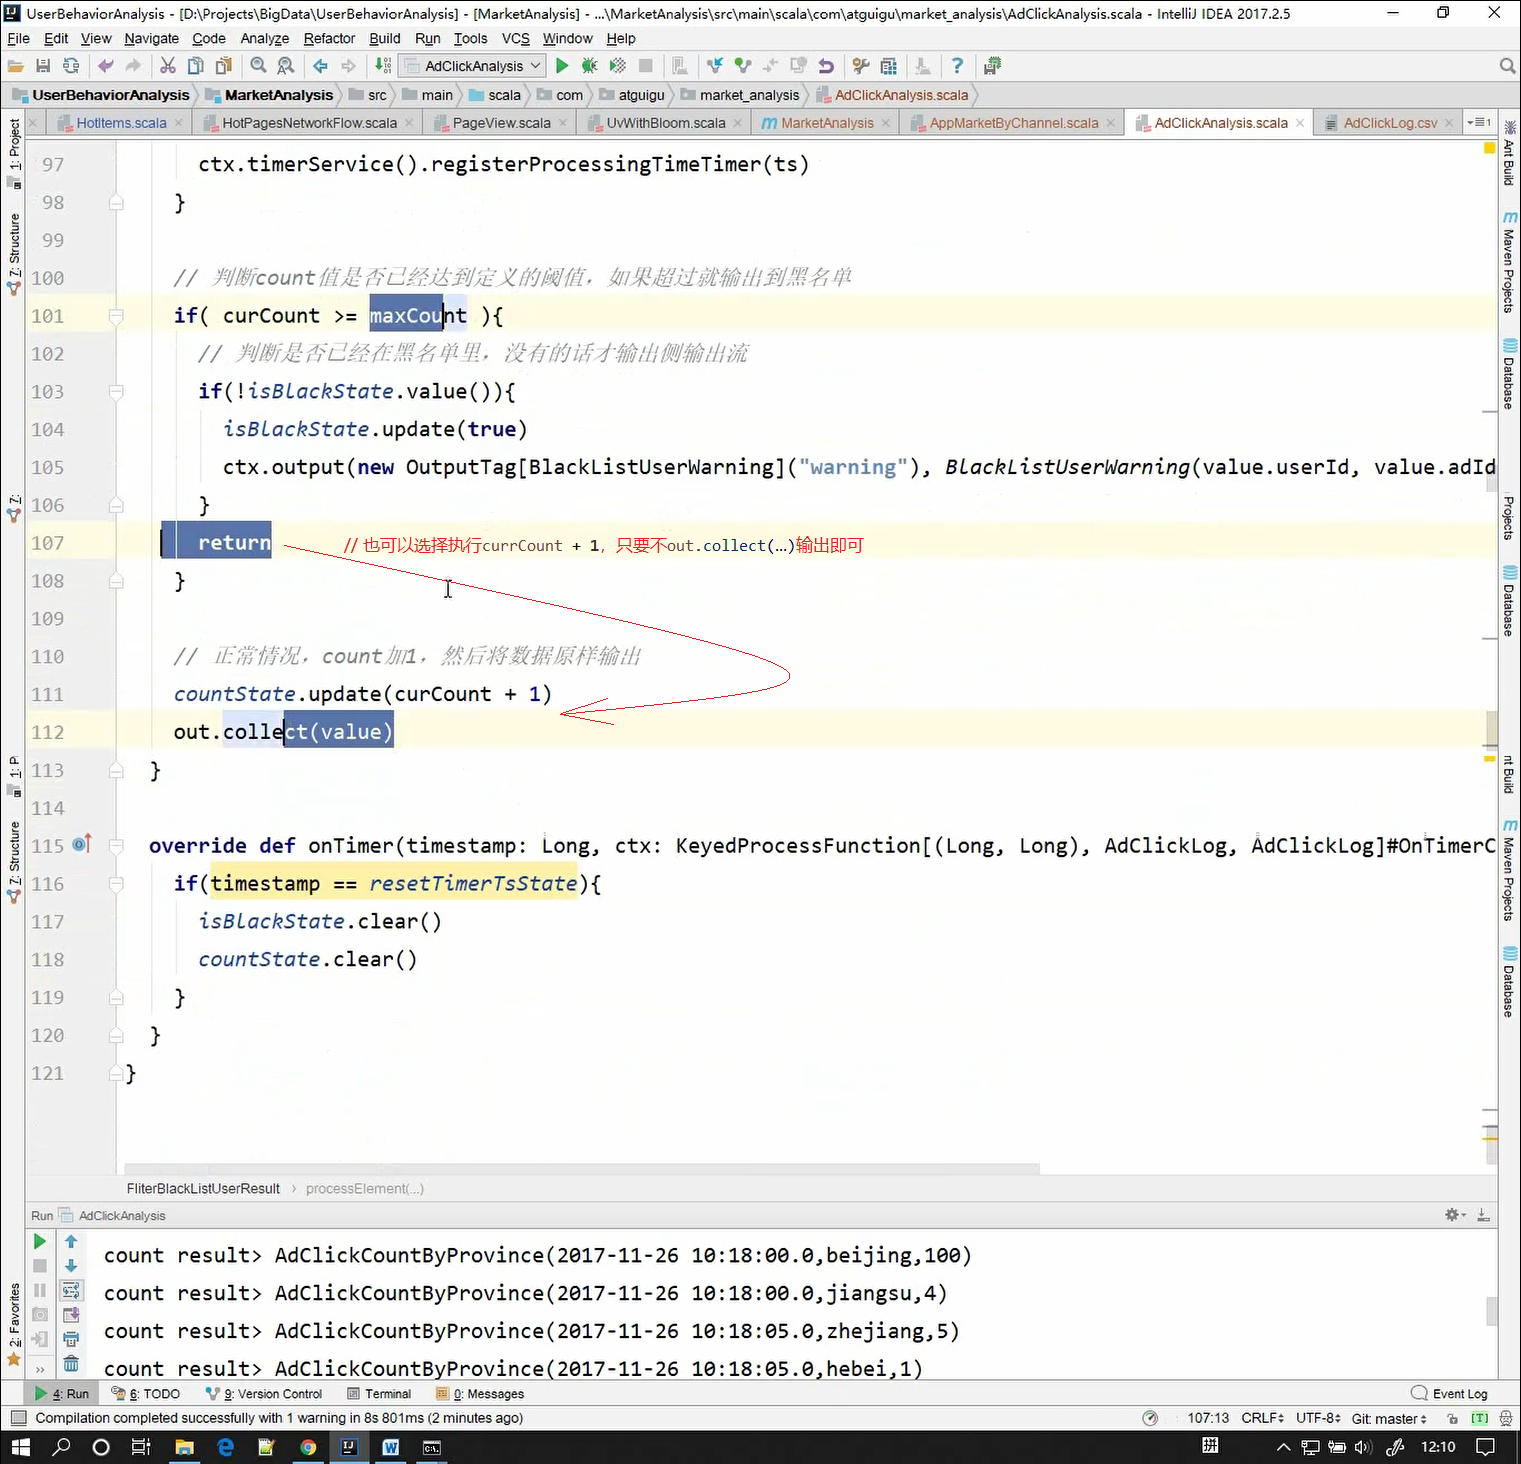 UserBehaviorAnalysis - [D:\Projects\BigData\UserBehaviorAnalysis] - [MarketAnalysis] - ...\MarketAnalysis\src\main\scala\com\atguigu\market_analysis\AdClickAnalysis.scala - IntelliJ IDEA 2017.2.5
File Edit View Navigate Code Analyze Refactor Build Run Tools VCS Window Help
AdClickAnalysis
UserBehaviorAnalysis MarketAnalysis src main scala com atguigu market_analysis AdClickAnalysis.scala
HotItems.scala HotPagesNetworkFlow.scala PageView.scala UvWithBloom.scala MarketAnalysis AppMarketByChannel.scala AdClickAnalysis.scala AdClickLog.csv
97 ctx.timerService().registerProcessingTimeTimer(ts)
98 }
99
100 // 判断count值是否已经达到定义的阈值，如果超过就输出到黑名单
101 if( curCount >= maxCount ){
102 // 判断是否已经在黑名单里，没有的话才输出侧输出流
103 if(!isBlackState.value()){
104 isBlackState.update(true)
105 ctx.output(new OutputTag[BlackListUserWarning]("warning"), BlackListUserWarning(value.userId, value.adId
106 }
107 return // 也可以选择执行currCount + 1，只要不out.collect(…)输出即可
108 }
109
110 // 正常情况，count加1，然后将数据原样输出
111 countState.update(curCount + 1)
112 out.collect(value)
113 }
114
115 override def onTimer(timestamp: Long, ctx: KeyedProcessFunction[(Long, Long), AdClickLog, AdClickLog]#OnTimerC
116 if(timestamp == resetTimerTsState){
117 isBlackState.clear()
118 countState.clear()
119 }
120 }
121 }
FliterBlackListUserResult processElement(...)
Run AdClickAnalysis
count result> AdClickCountByProvince(2017-11-26 10:18:00.0,beijing,100)
count result> AdClickCountByProvince(2017-11-26 10:18:00.0,jiangsu,4)
count result> AdClickCountByProvince(2017-11-26 10:18:05.0,zhejiang,5)
count result> AdClickCountByProvince(2017-11-26 10:18:05.0,hebei,1)
4: Run 6: TODO 9: Version Control Terminal 0: Messages Event Log
Compilation completed successfully with 1 warning in 8s 801ms (2 minutes ago) 107:13 CRLF UTF-8 Git: master [T]
拼 12:10
1: Project
7: Structure
7:
1: P
7: Structure
2: Favorites
Ant Build
Maven Projects
Database
Projects
Database
nt Build
Maven Projects
Database